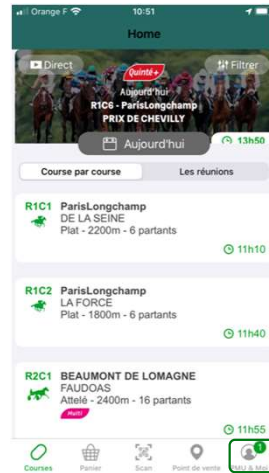 Orange F 10:51
Home
Direct
Quinté+
Filtrer
Aujourd'hui
R1C6 - ParisLongchamp
PRIX DE CHEVILLY
Aujourd'hui
13h50
Course par course Les réunions
R1C1 ParisLongchamp
DE LA SEINE
Plat - 2200m - 6 partants
11h10
R1C2 ParisLongchamp
LA FORCE
Plat - 1800m - 6 partants
11h40
R2C1 BEAUMONT DE LOMAGNE
FAUDOAS
Attelé - 2400m - 16 partants
Multi
11h55
1
Courses Panier Scan Point de vente PMU & Moi